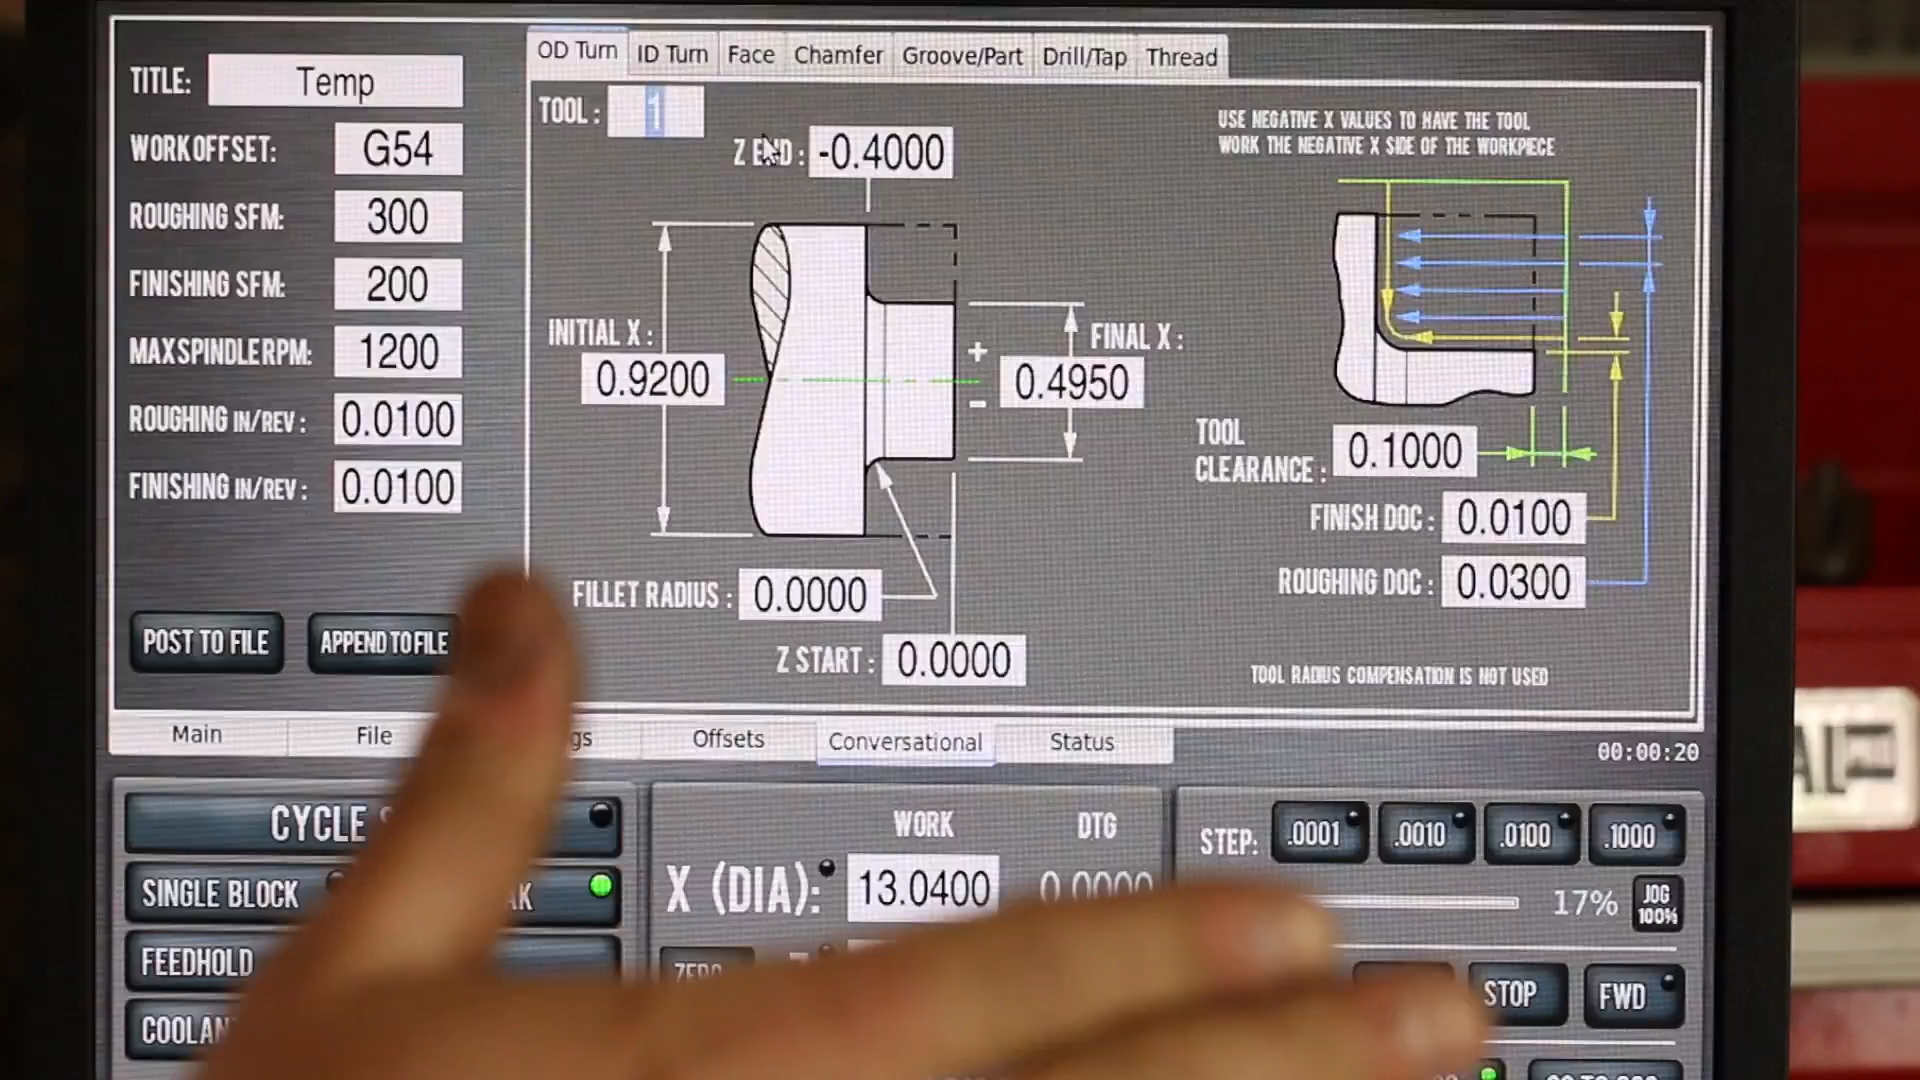 TITLE: Temp
WORK OFFSET: G54
ROUGHING SFM: 300
FINISHING SFM: 200
MAX SPINDLE RPM: 1200
ROUGHING IN/REV: 0.0100
FINISHING IN/REV: 0.0100
POST TO FILE
APPEND TO FILE
OD Turn ID Turn Face Chamfer Groove/Part Drill/Tap Thread
TOOL: 1
Z END: -0.4000
INITIAL X:
0.9200
+
-
FINAL X:
0.4950
FILLET RADIUS: 0.0000
Z START: 0.0000
USE NEGATIVE X VALUES TO HAVE THE TOOL
WORK THE NEGATIVE X SIDE OF THE WORKPIECE
TOOL
CLEARANCE: 0.1000
FINISH DOC: 0.0100
ROUGHING DOC: 0.0300
TOOL RADIUS COMPENSATION IS NOT USED
Main File Offsets Conversational Status
00:00:20
CYCLE
SINGLE BLOCK
FEEDHOLD
WORK DTG
X (DIA): 13.0400 0.0000
ZERO
STEP: .0001 .0010 .0100 .1000
17%
JOG
100%
STOP FWD